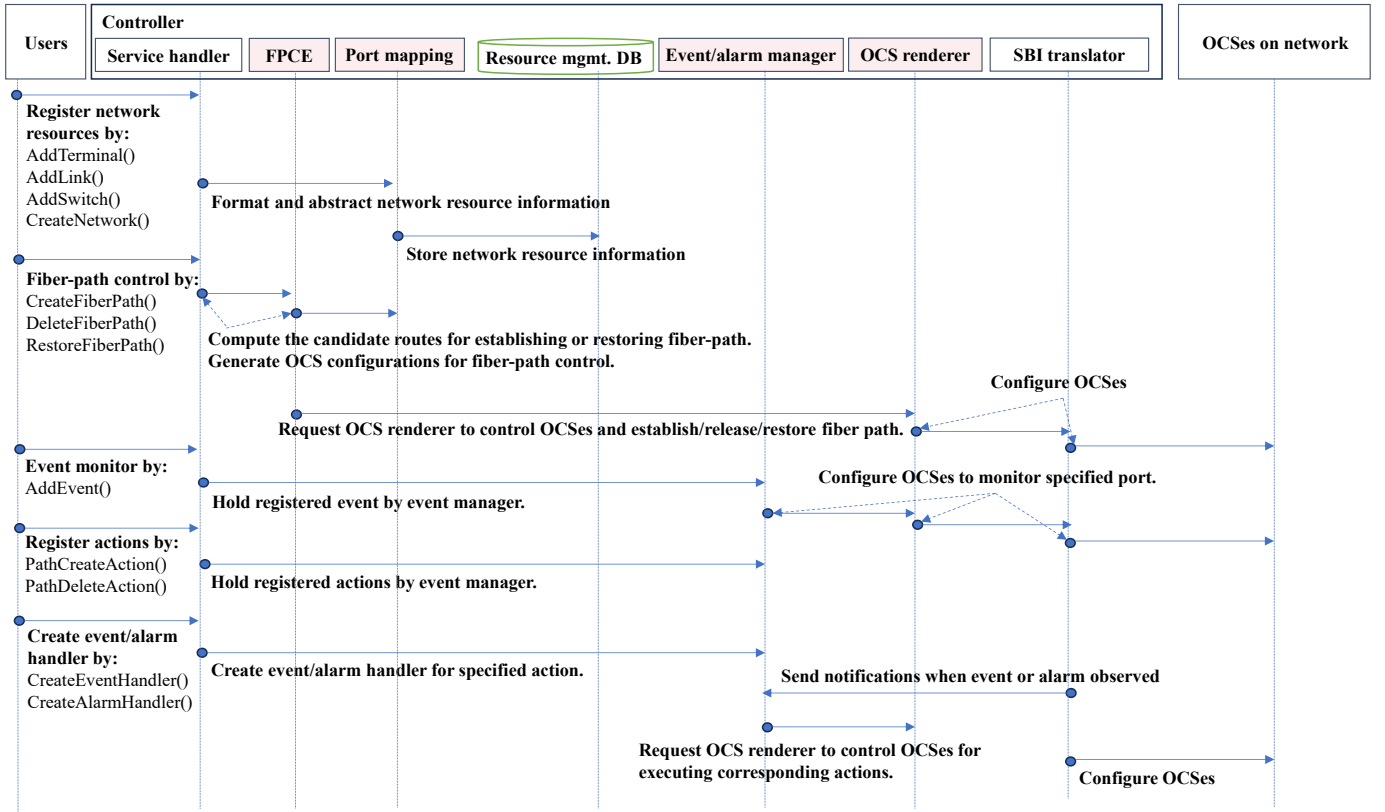 Users
Controller
Service handler
FPCE
Port mapping
Resource mgmt. DB
Event/alarm manager
OCS renderer
SBI translator
OCSes on network
Register network
resources by:
AddTerminal()
AddLink()
AddSwitch()
CreateNetwork()
Format and abstract network resource information
Store network resource information
Fiber-path control by:
CreateFiberPath()
DeleteFiberPath()
RestoreFiberPath()
Compute the candidate routes for establishing or restoring fiber-path.
Generate OCS configurations for fiber-path control.
Configure OCSes
Request OCS renderer to control OCSes and establish/release/restore fiber path.
Event monitor by:
AddEvent()
Hold registered event by event manager.
Configure OCSes to monitor specified port.
Register actions by:
PathCreateAction()
PathDeleteAction()
Hold registered actions by event manager.
Create event/alarm
handler by:
CreateEventHandler()
CreateAlarmHandler()
Create event/alarm handler for specified action.
Send notifications when event or alarm observed
Request OCS renderer to control OCSes for
executing corresponding actions.
Configure OCSes